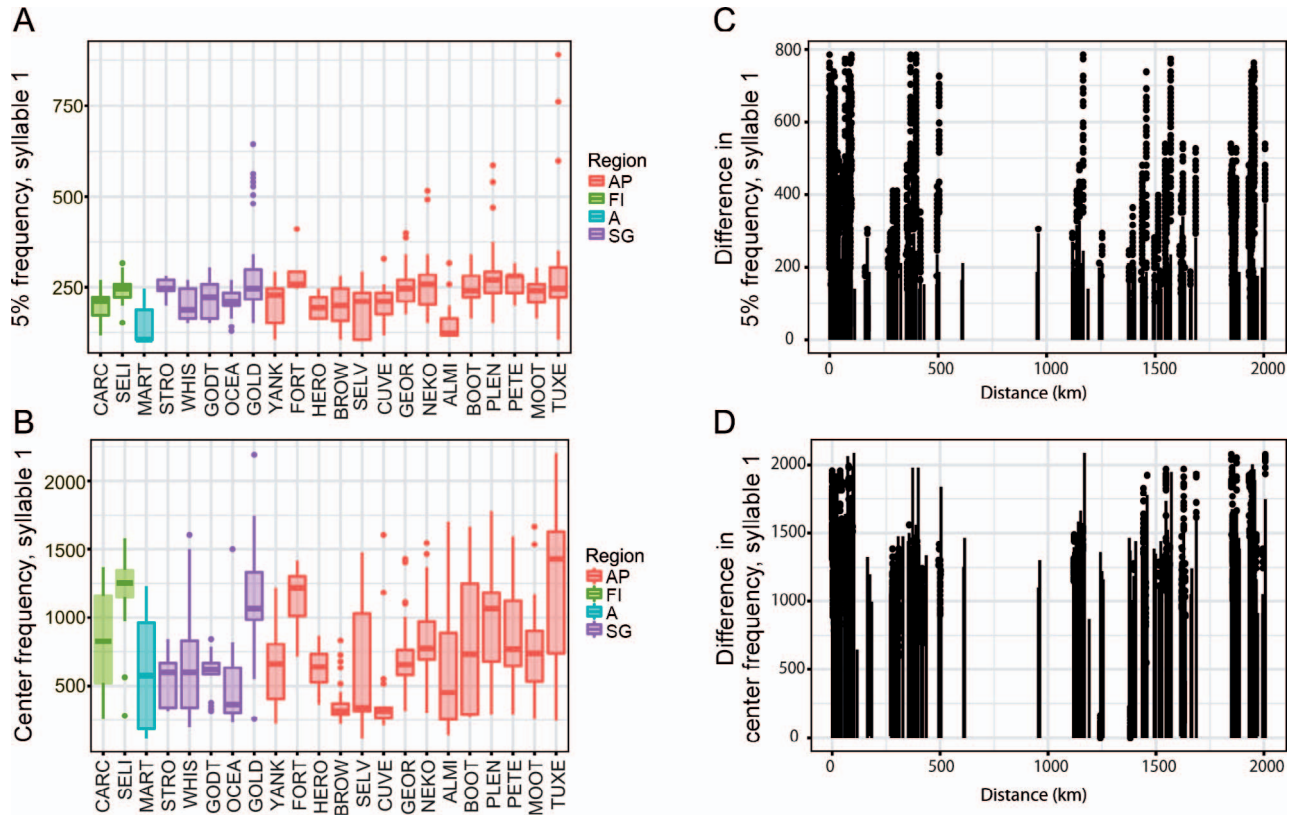 A
5% frequency, syllable 1
750
500
250
CARC
SELI
MART
STRO
WHIS
GODT
OCEA
GOLD
YANK
FORT
HERO
BROW
SELV
CUVE
GEOR
NEKO
ALMI
BOOT
PLEN
PETE
MOOT
TUXE
Region
AP
FI
A
SG
B
Center frequency, syllable 1
2000
1500
1000
500
CARC
SELI
MART
STRO
WHIS
GODT
OCEA
GOLD
YANK
FORT
HERO
BROW
SELV
CUVE
GEOR
NEKO
ALMI
BOOT
PLEN
PETE
MOOT
TUXE
Region
AP
FI
A
SG
C
Difference in
5% frequency, syllable 1
800
600
400
200
0
0
500
1000
1500
2000
Distance (km)
D
Difference in
center frequency, syllable 1
2000
1500
1000
500
0
0
500
1000
1500
2000
Distance (km)